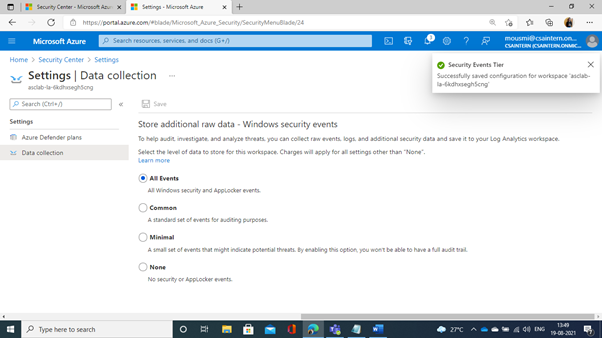 Security Center - Microsoft Azu
Settings - Microsoft Azure
https://portal.azure.com/#blade/Microsoft_Azure_Security/SecurityMenuBlade/24
Microsoft Azure
Search resources, services, and docs (G+/)
mousmi@csaintern.on...
CSAINTERN (CSAINTERN.ONMIC...
Home > Security Center > Settings
Settings | Data collection ...
Security Events Tier
Successfully saved configuration for workspace 'asclab-
Search (Ctrl+/)
Save
Settings
Azure Defender plans
Data collection
Store additional raw data - Windows security events
To help audit, investigate, and analyze threats, you can collect raw events, logs, and additional security data and save it to your Log Analytics workspace.
Select the level of data to store for this workspace. Charges will apply for all settings other than "None".
Learn more
All Events
All Windows security and AppLocker events.
Common
A standard set of events for auditing purposes.
Minimal
A small set of events that might indicate potential threats. By enabling this option, you won't be able to have a full audit trail.
None
No security or AppLocker events.
Type here to search
27°C
ENG
13:49
19-08-2021